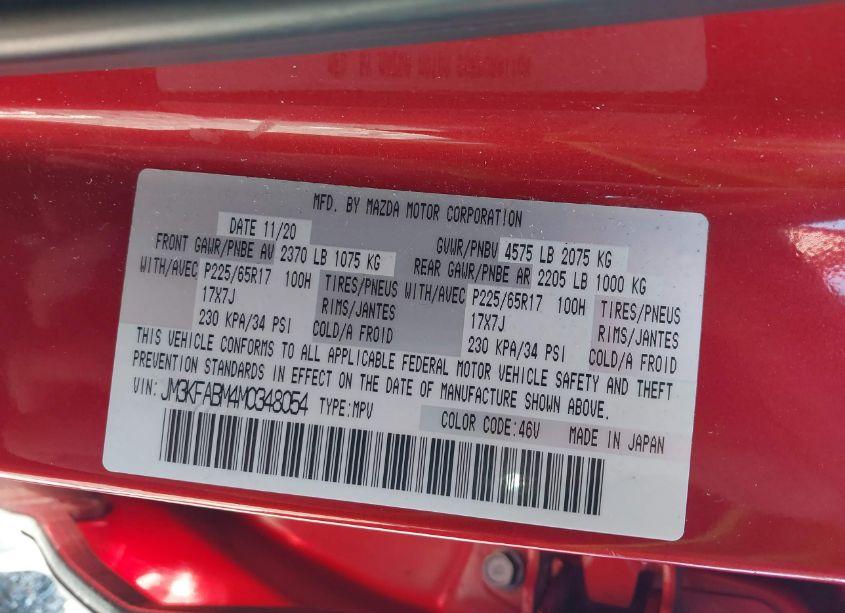 MFD. BY MAZDA MOTOR CORPORATION
DATE 11/20 GVWR/PNBV 4575 LB 2075 KG
FRONT GAWR/PNBE AV 2370 LB 1075 KG REAR GAWR/PNBE AR 2205 LB 1000 KG
WITH/AVEC P225/65R17 100H TIRES/PNEUS WITH/AVEC P225/65R17 100H TIRES/PNEUS
17X7J RIMS/JANTES 17X7J RIMS/JANTES
230 KPA/34 PSI COLD/A FROID 230 KPA/34 PSI COLD/A FROID
THIS VEHICLE CONFORMS TO ALL APPLICABLE FEDERAL MOTOR VEHICLE SAFETY AND THEFT
PREVENTION STANDARDS IN EFFECT ON THE DATE OF MANUFACTURE SHOWN ABOVE.
VIN: JM3KFABM4M0348054 TYPE:MPV
COLOR CODE:46V MADE IN JAPAN